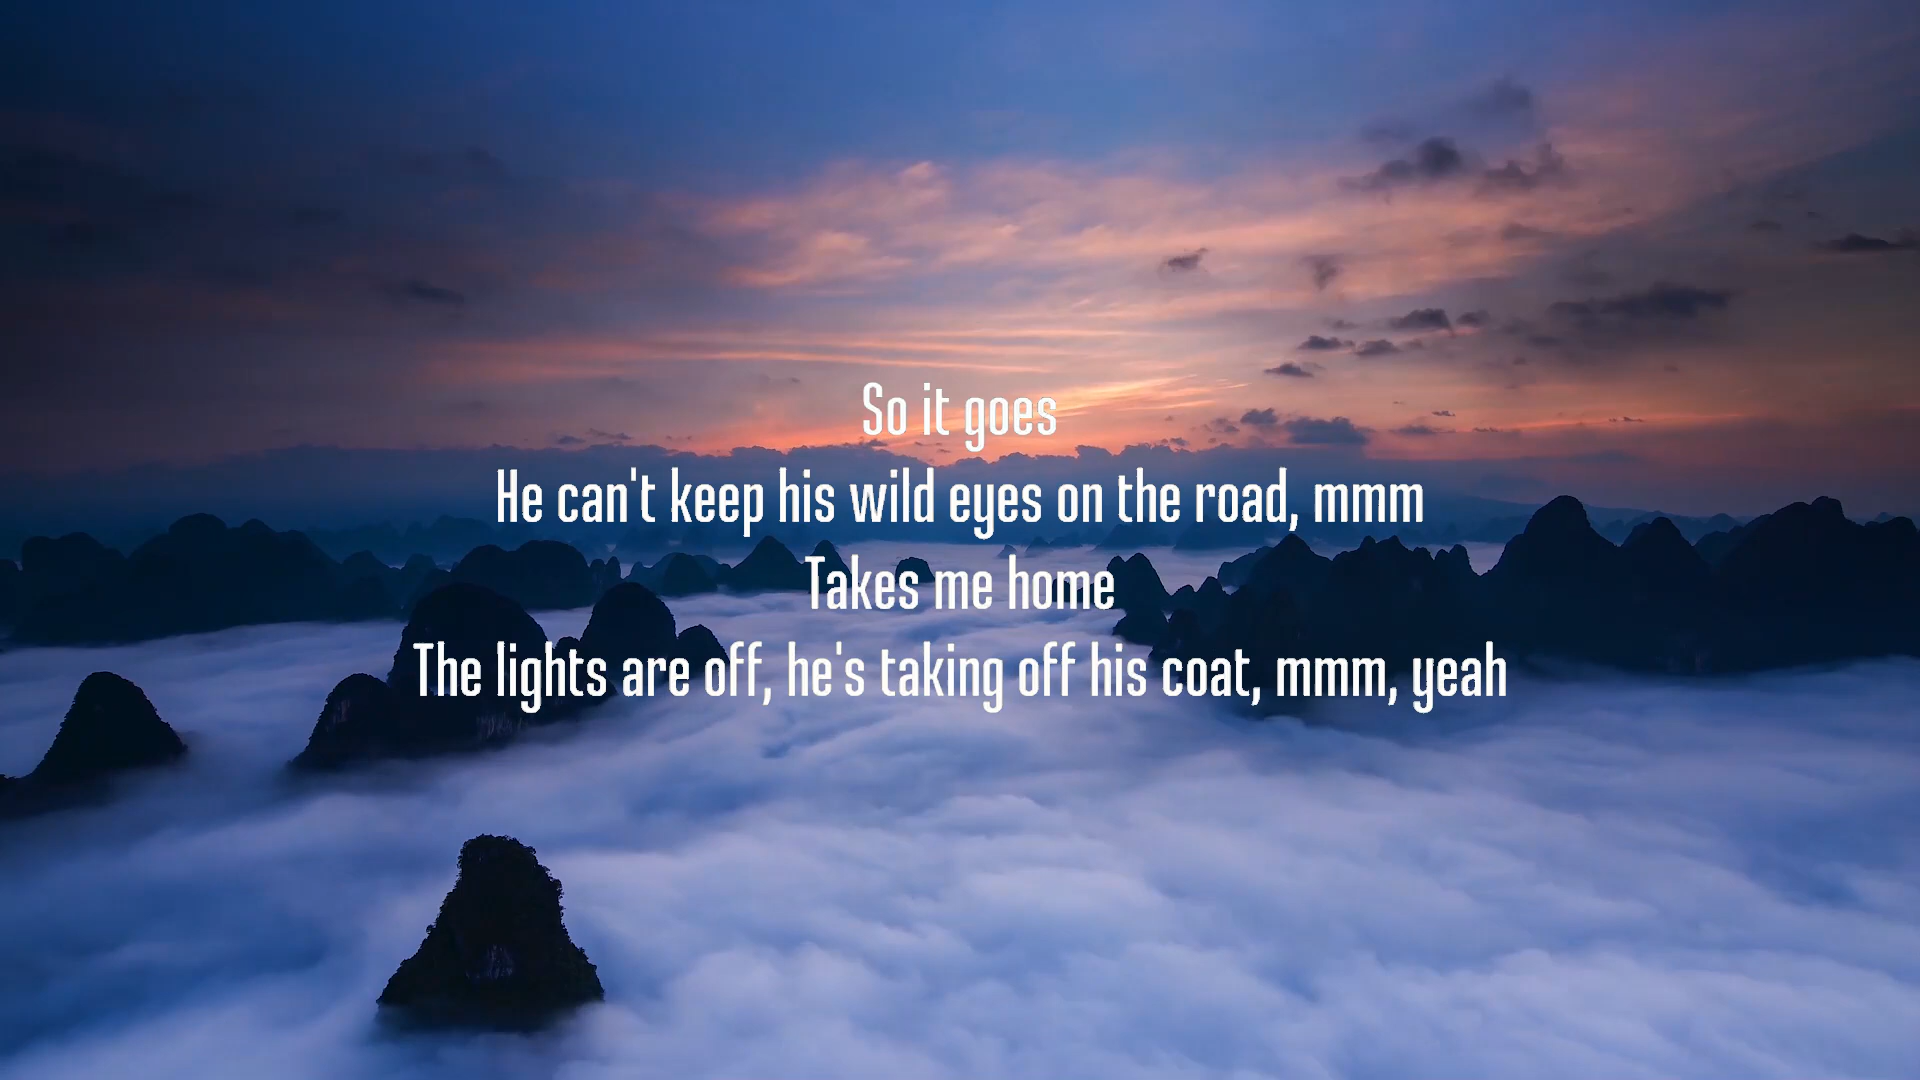 So it goes
He can't keep his wild eyes on the road, mmm
Takes me home
The lights are off, he's taking off his coat, mmm, yeah